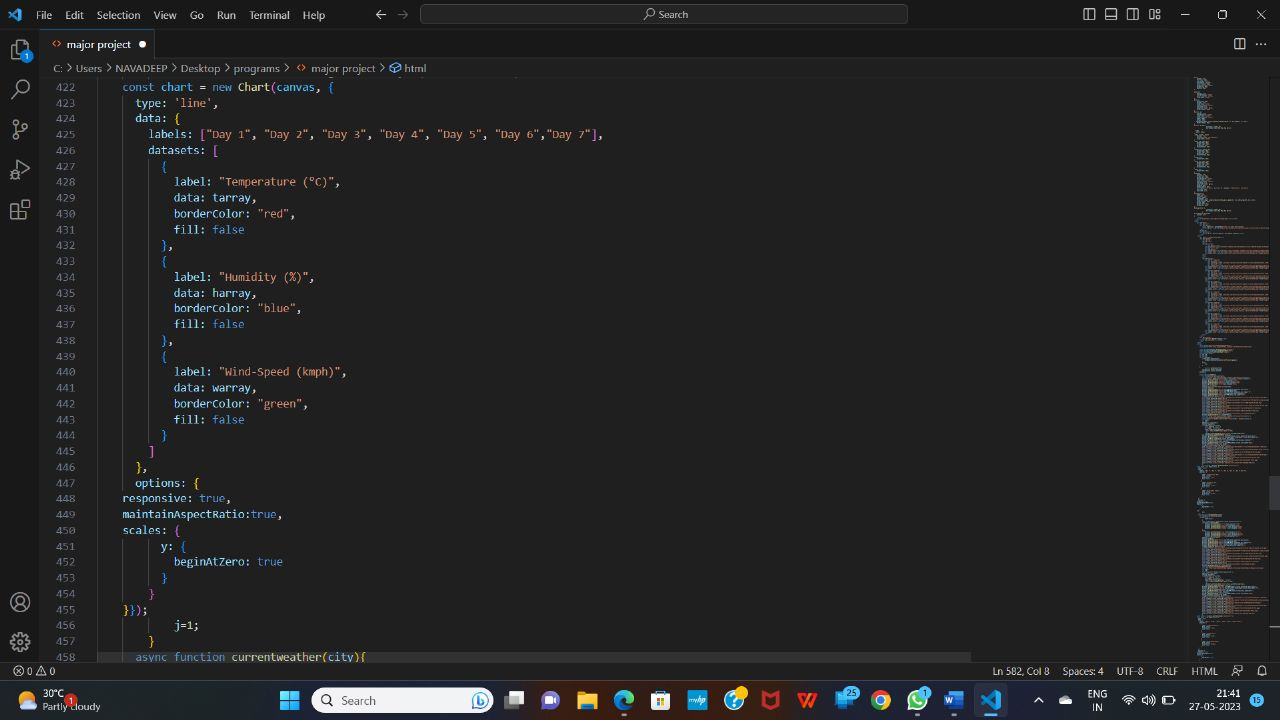 File Edit Selection View Go Run Terminal Help Search
major project
C: > Users > NAVADEEP > Desktop > programs > major project > html
422 const chart = new Chart(canvas, {
423 type: 'line',
424 data: {
425 labels: ["Day 1", "Day 2", "Day 3", "Day 4", "Day 5", "Day 6","Day 7"],
426 datasets: [
427 {
428 label: "Temperature (°C)",
429 data: tarray,
430 borderColor: "red",
431 fill: false
432 },
433 {
434 label: "Humidity (%)",
435 data: harray,
436 borderColor: "blue",
437 fill: false
438 },
439 {
440 label: "Wind-Speed (kmph)",
441 data: warray,
442 borderColor: "green",
443 fill: false
444 }
445 ]
446 },
447 options: {
448 responsive: true,
449 maintainAspectRatio:true,
450 scales: {
451 y: {
452 beginAtZero: true
453 }
454 }
455 }});
456 j=1;
457 }
458 async function currentweather(city){
0 0 Ln 582, Col 8 Spaces: 4 UTF-8 CRLF HTML
30°C
Partly cloudy
1
Search
25
1
ENG
IN
21:41
27-05-2023
15